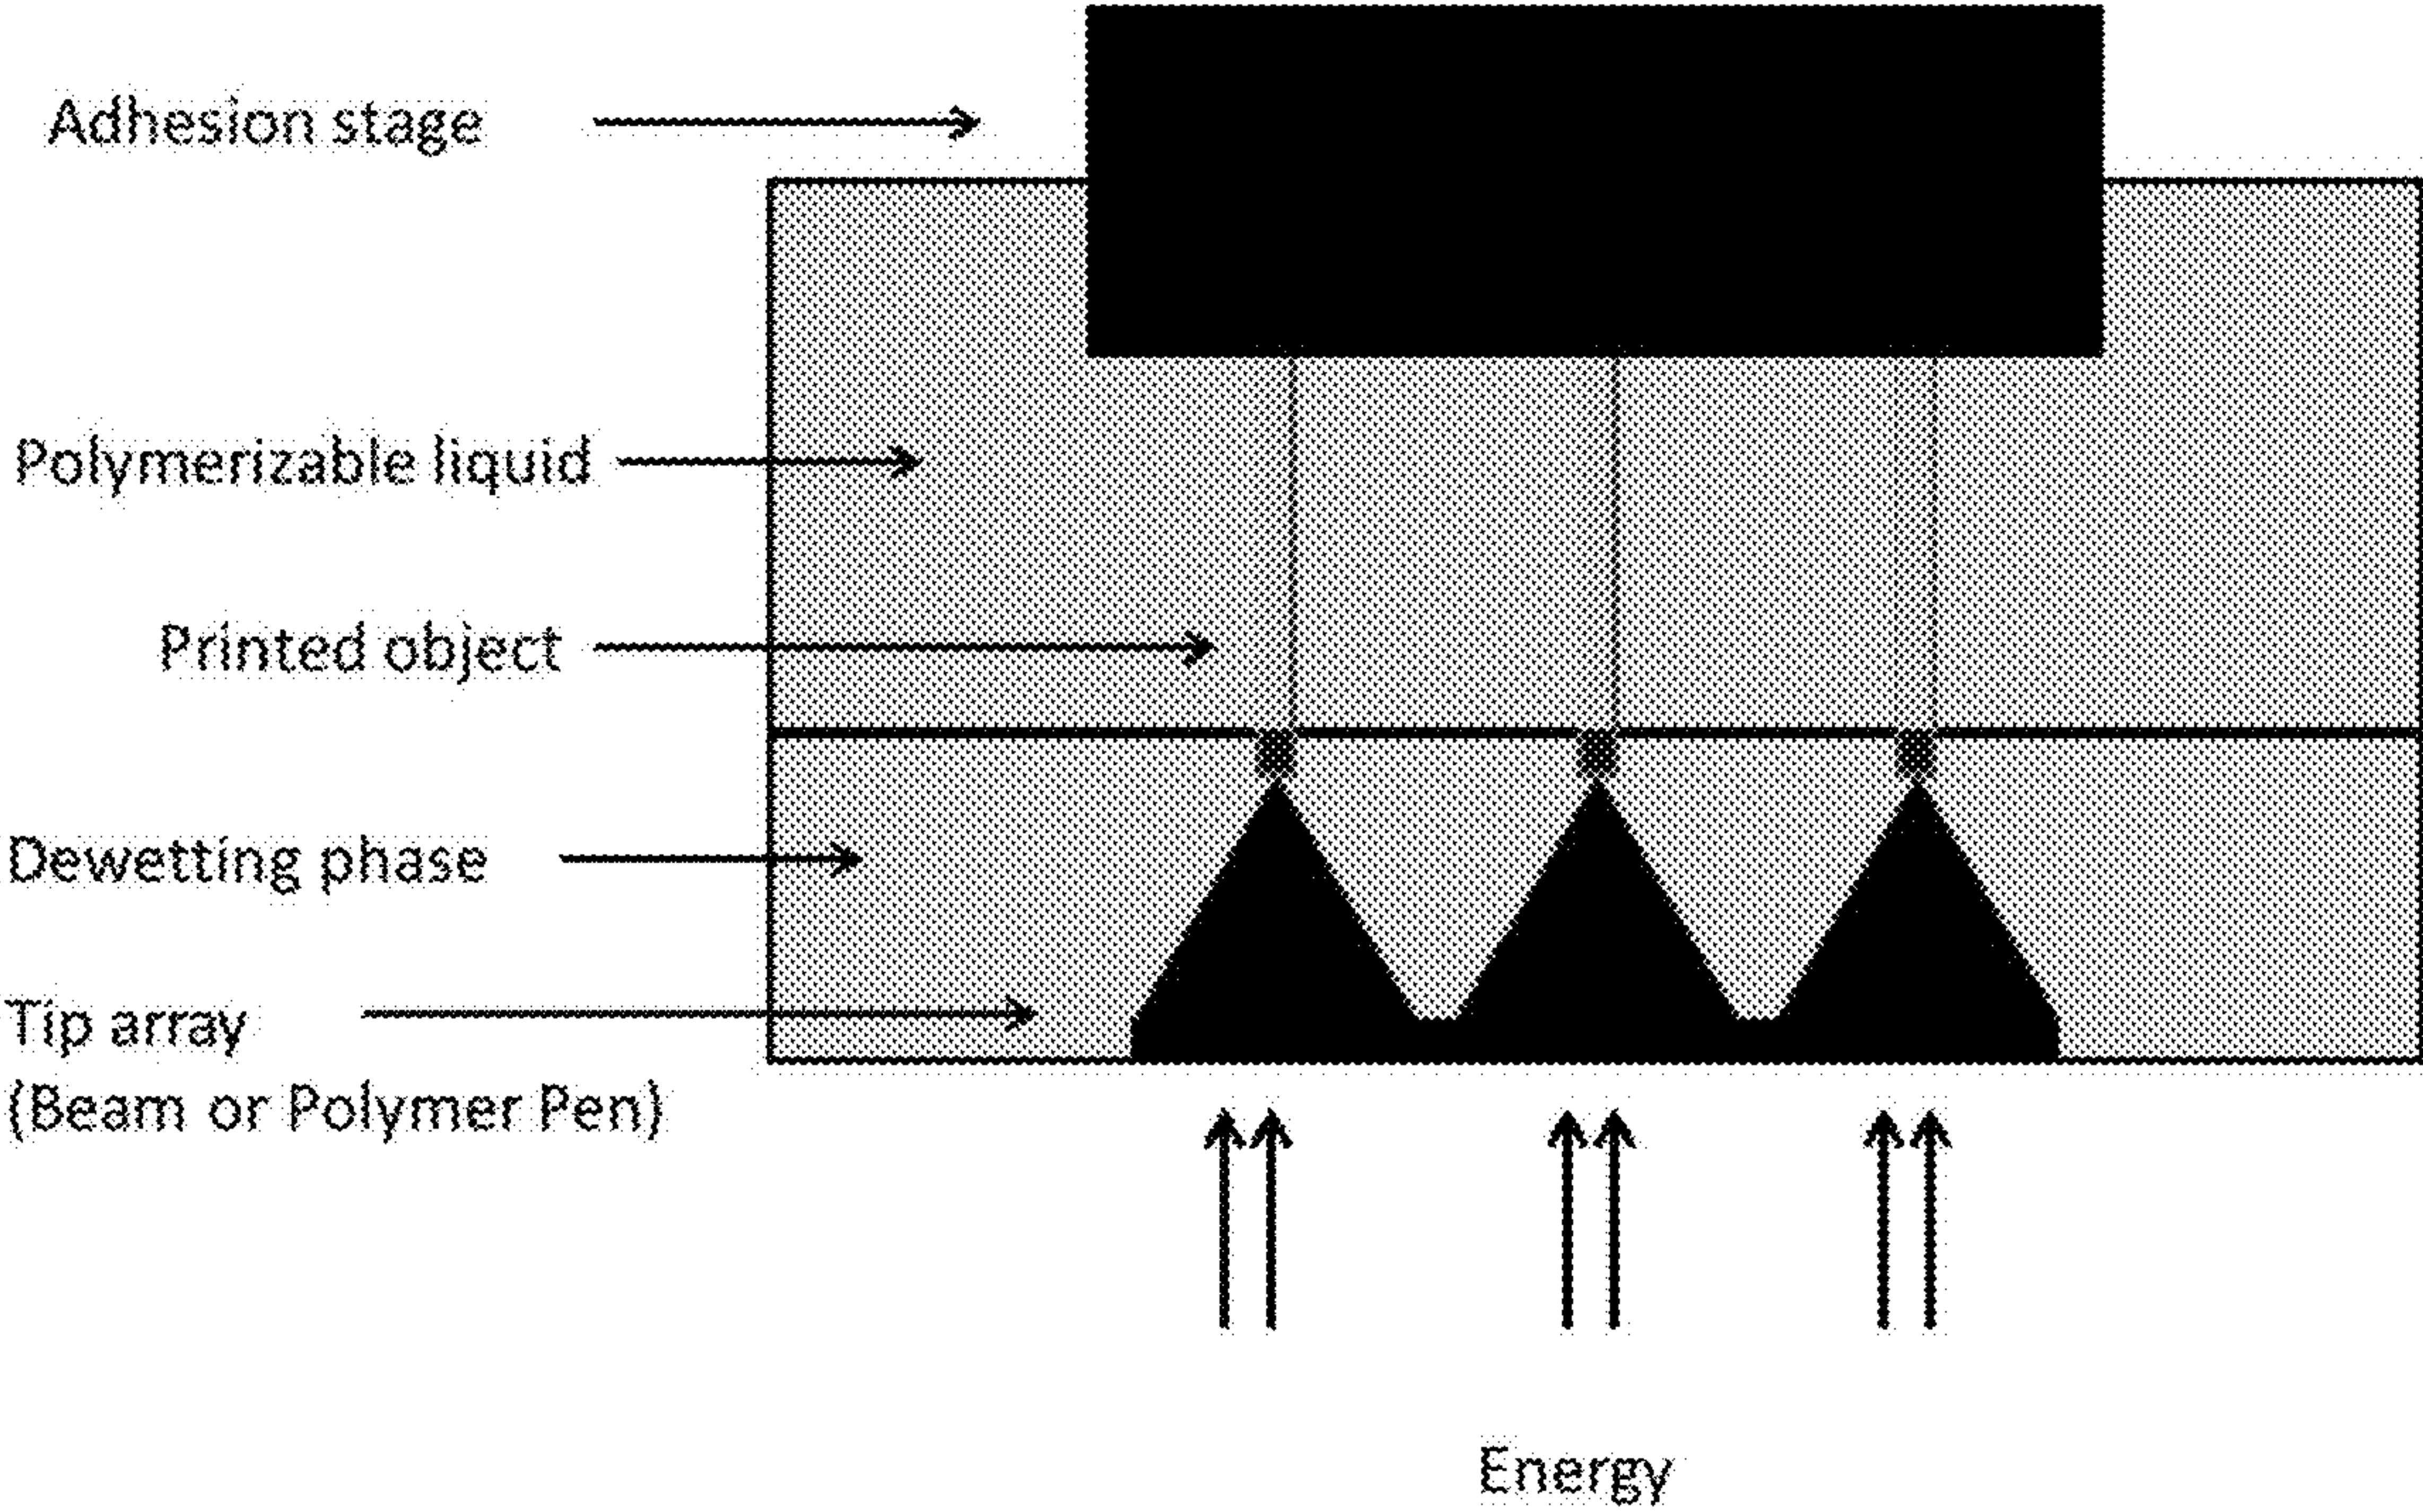 Adhesion stage
Polymerizable liquid
Printed object
Dewetting phase
Tip array
(Beam or Polymer Pen)
Energy